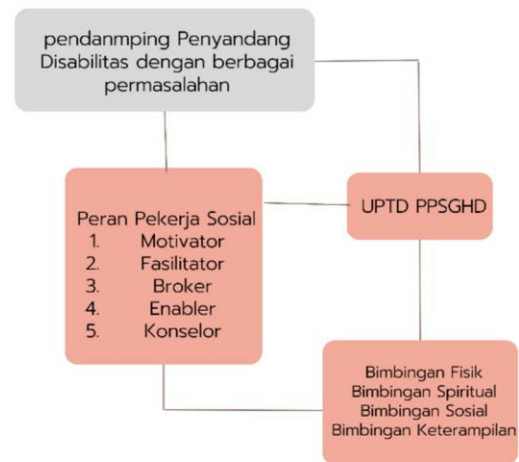 pendanmping Penyandang
Disabilitas dengan berbagai
permasalahan
Peran Pekerja Sosial
1. Motivator
2. Fasilitator
3. Broker
4. Enabler
5. Konselor
UPTD PPSGHD
Bimbingan Fisik
Bimbingan Spiritual
Bimbingan Sosial
Bimbingan Keterampilan